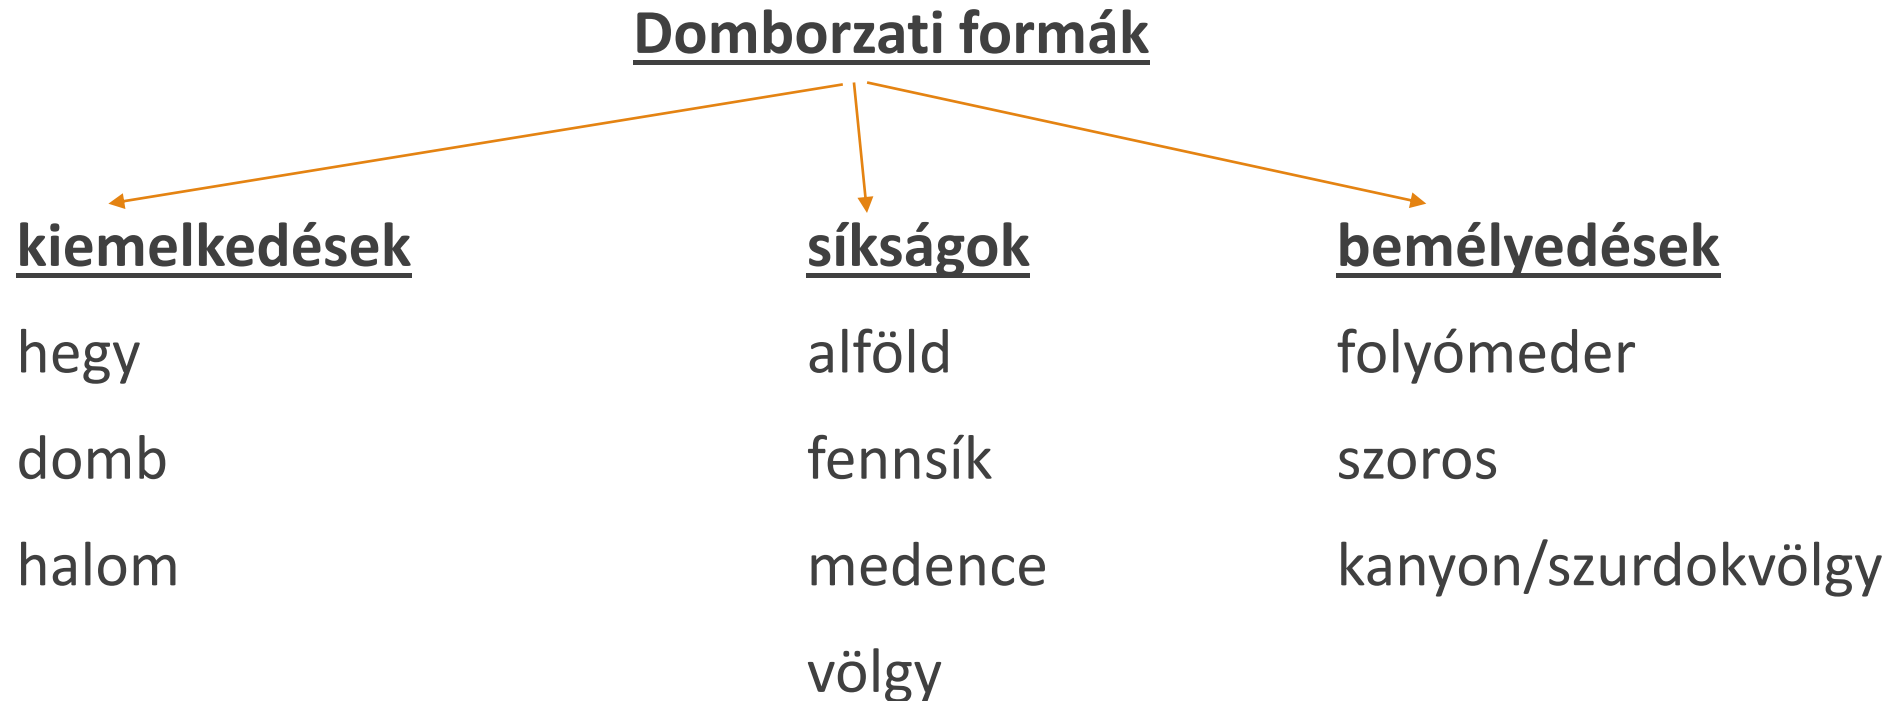 Domborzati formák
kiemelkedések síkságok bemélyedések
hegy alföld folyómeder
domb fennsík szoros
halom medence kanyon/szurdokvölgy
völgy